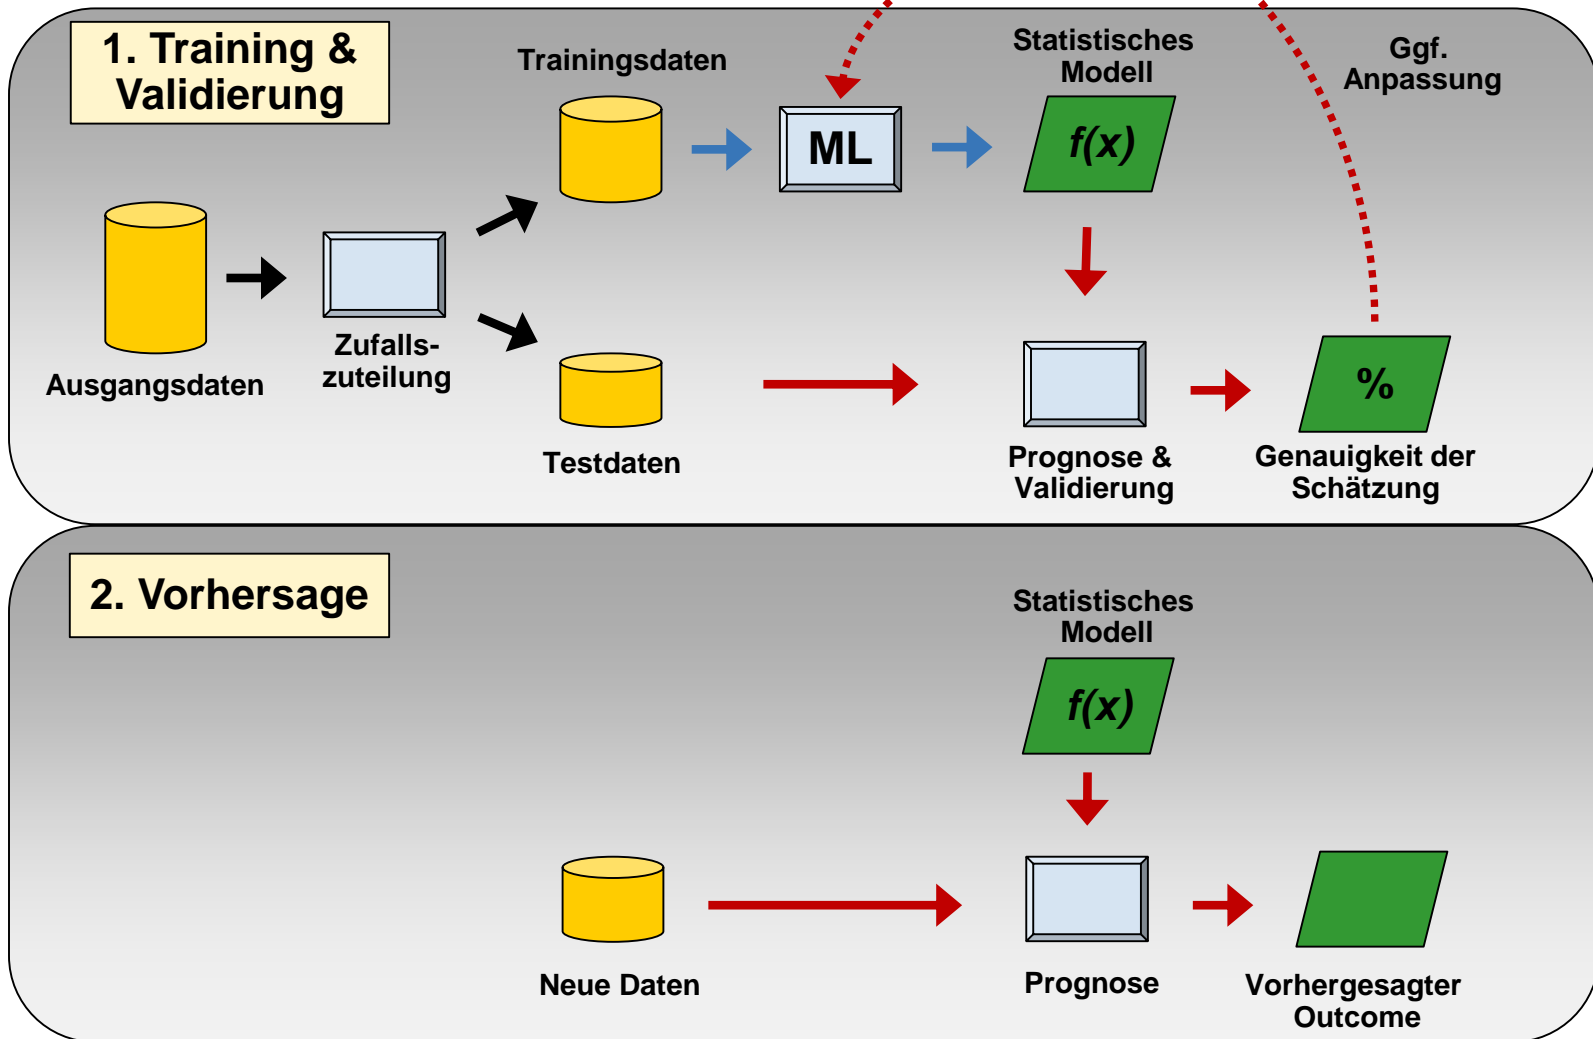 1. Training &
Validierung
Trainingsdaten
Statistisches
Modell
Ggf.
Anpassung
ML
f(x)
Ausgangsdaten
Zufalls-
zuteilung
Testdaten
%
Prognose &
Validierung
Genauigkeit der
Schätzung
2. Vorhersage
Statistisches
Modell
f(x)
Neue Daten
Prognose
Vorhergesagter
Outcome